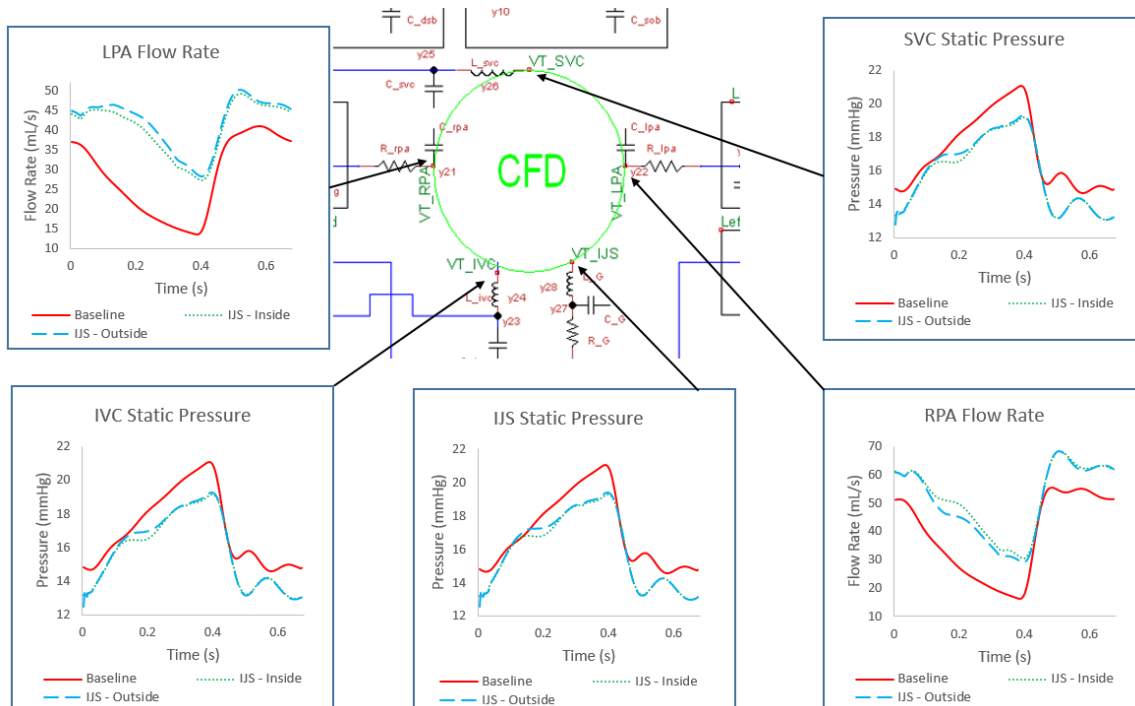 LPA Flow Rate
Flow Rate (mL/s)
50
45
40
35
30
25
20
15
10
0
0.2
0.4
0.6
Time (s)
Baseline
IJS - Inside
IJS - Outside
C_dsb
y10
C_sob
y25
L_svc
VT_SVC
C_svc
y26
C_rpa
C_lpa
R_rpa
R_lpa
y21
CFD
y22
VT_RPA
VT_LPA
Lef
VT_IVC
VT_IJS
L_ivc
y24
y28
y23
y27
C_G
R_G
SVC Static Pressure
Pressure (mmHg)
22
20
18
16
14
12
0
0.2
0.4
0.6
Time (s)
Baseline
IJS - Inside
IJS - Outside
IVC Static Pressure
Pressure (mmHg)
22
20
18
16
14
12
0
0.2
0.4
0.6
Time (s)
Baseline
IJS - Inside
IJS - Outside
IJS Static Pressure
Pressure (mmHg)
22
20
18
16
14
12
0
0.2
0.4
0.6
Time (s)
Baseline
IJS - Inside
IJS - Outside
RPA Flow Rate
Flow Rate (mL/s)
70
60
50
40
30
20
10
0
0.2
0.4
0.6
Time (s)
Baseline
IJS - Inside
IJS - Outside